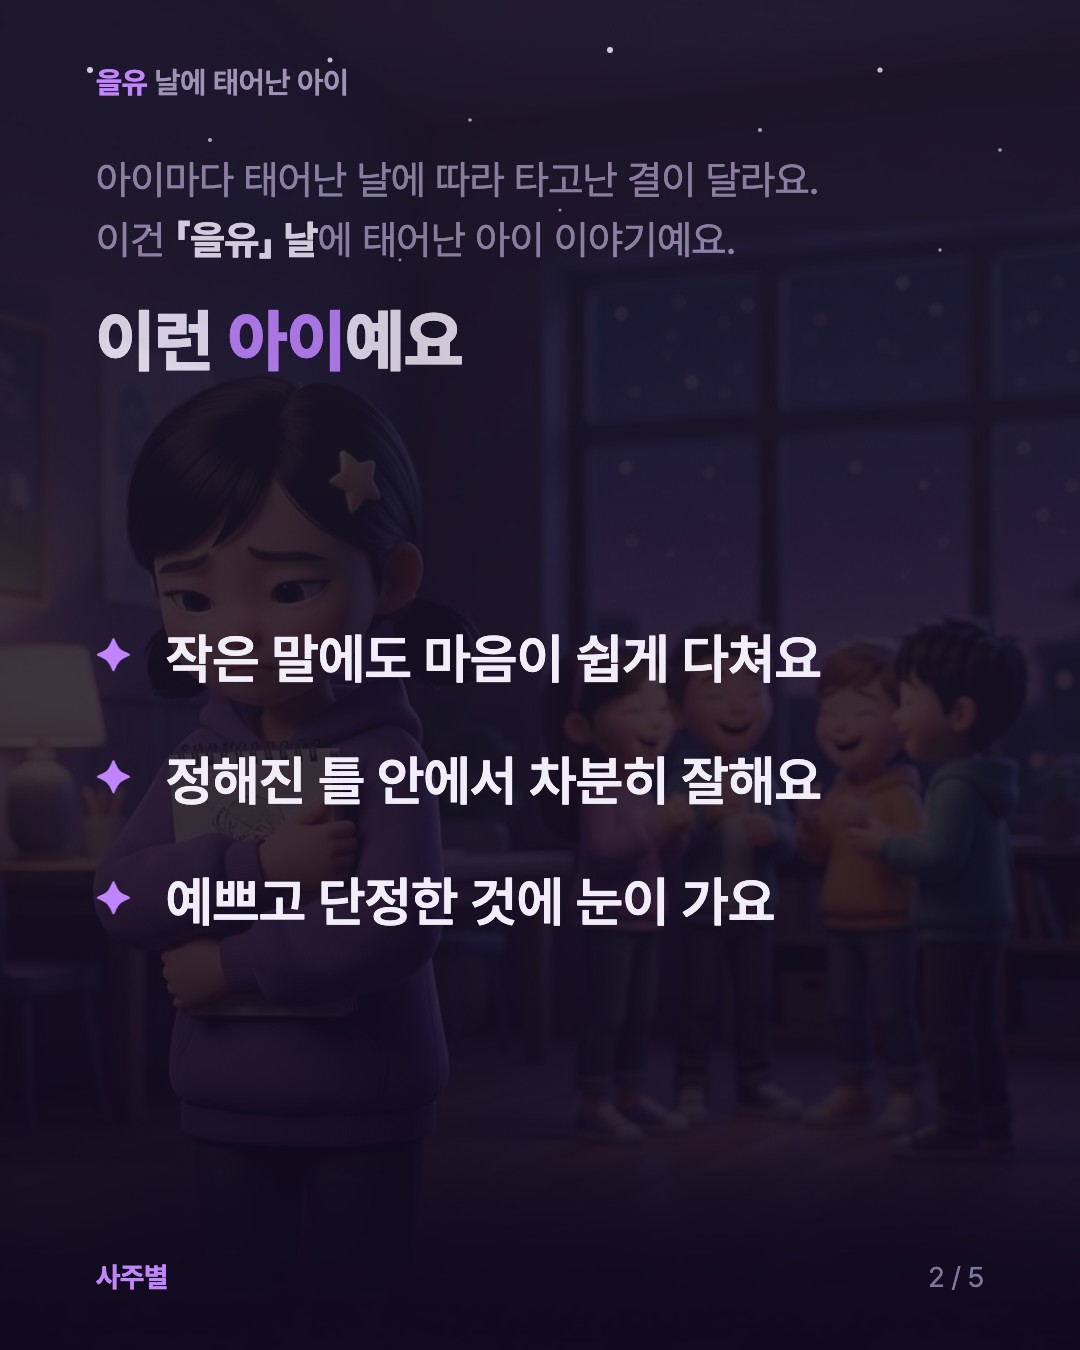 을유 날에 태어난 아이
아이마다 태어난 날에 따라 타고난 결이 달라요.
이건 「을유」 날에 태어난 아이 이야기예요.
이런 아이예요
작은 말에도 마음이 쉽게 다쳐요
정해진 틀 안에서 차분히 잘해요
예쁘고 단정한 것에 눈이 가요
사주별
2 / 5